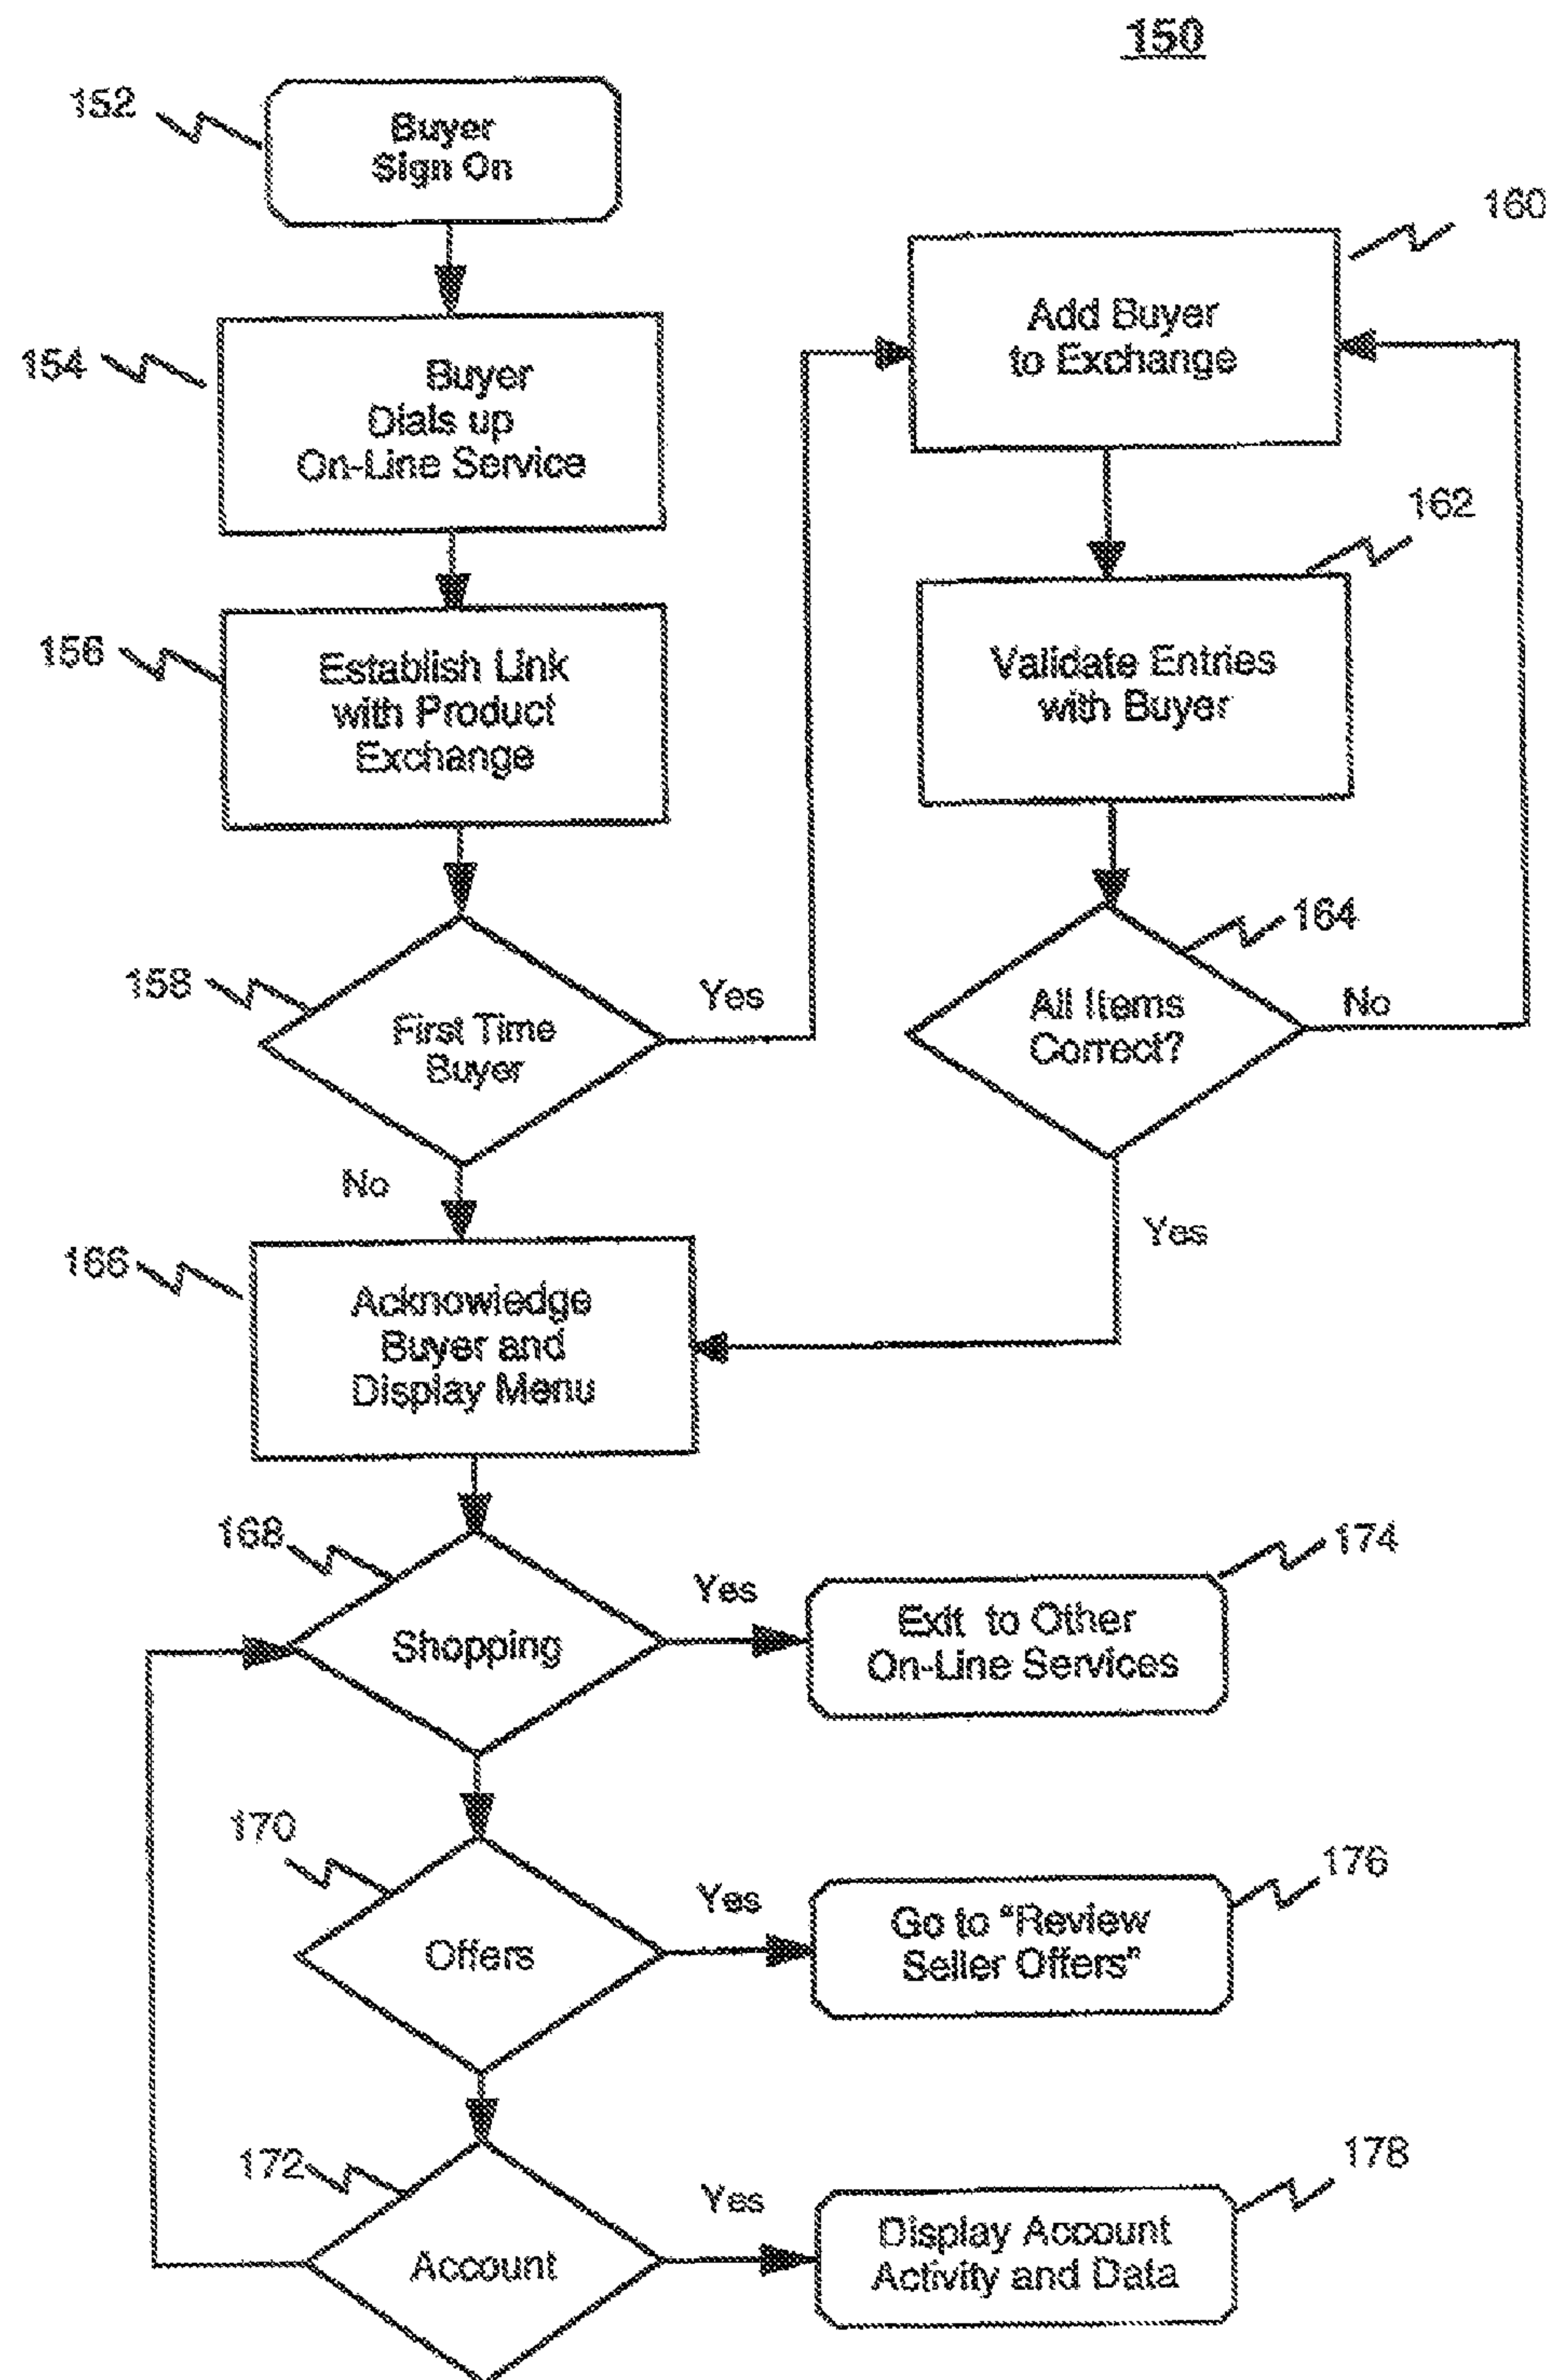 150
152
Buyer
Sign On
160
Add Buyer
to Exchange
154
Buyer
Dials up
On-Line Service
162
Validate Entries
with Buyer
156
Establish Link
with Product
Exchange
164
All Items
Correct?
No
Yes
158
First Time
Buyer
Yes
No
166
Acknowledge
Buyer and
Display Menu
168
Shopping
Yes
174
Exit to Other
On-Line Services
170
Offers
Yes
176
Go to "Review
Seller Offers"
172
Account
Yes
178
Display Account
Activity and Data